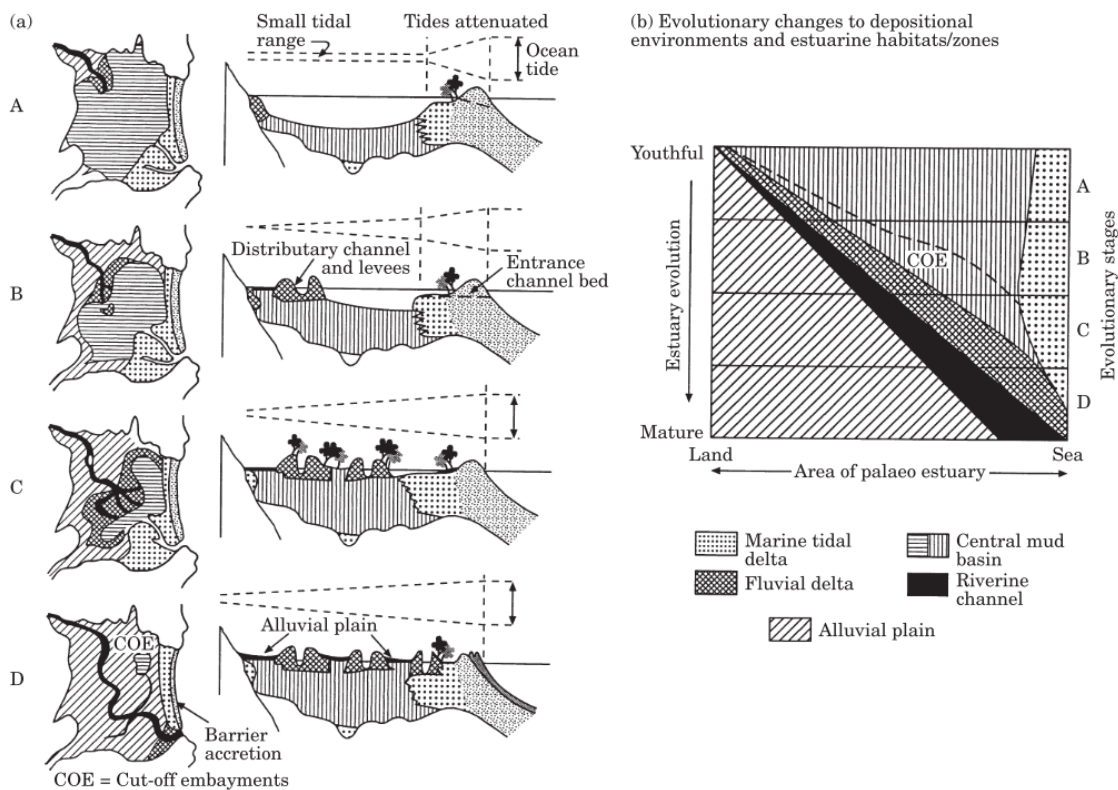 (a)
Small tidal
range
Tides attenuated
Ocean
tide
A
Distributary channel
and levees
Entrance
channel bed
B
C
Alluvial plain
COE
D
Barrier
accretion
COE = Cut-off embayments
(b) Evolutionary changes to depositional
environments and estuarine habitats/zones
Youthful
Estuary evolution
Mature
COE
A
B
C
D
Evolutionary stages
Land
Area of palaeo estuary
Sea
Marine tidal
delta
Central mud
basin
Fluvial delta
Riverine
channel
Alluvial plain